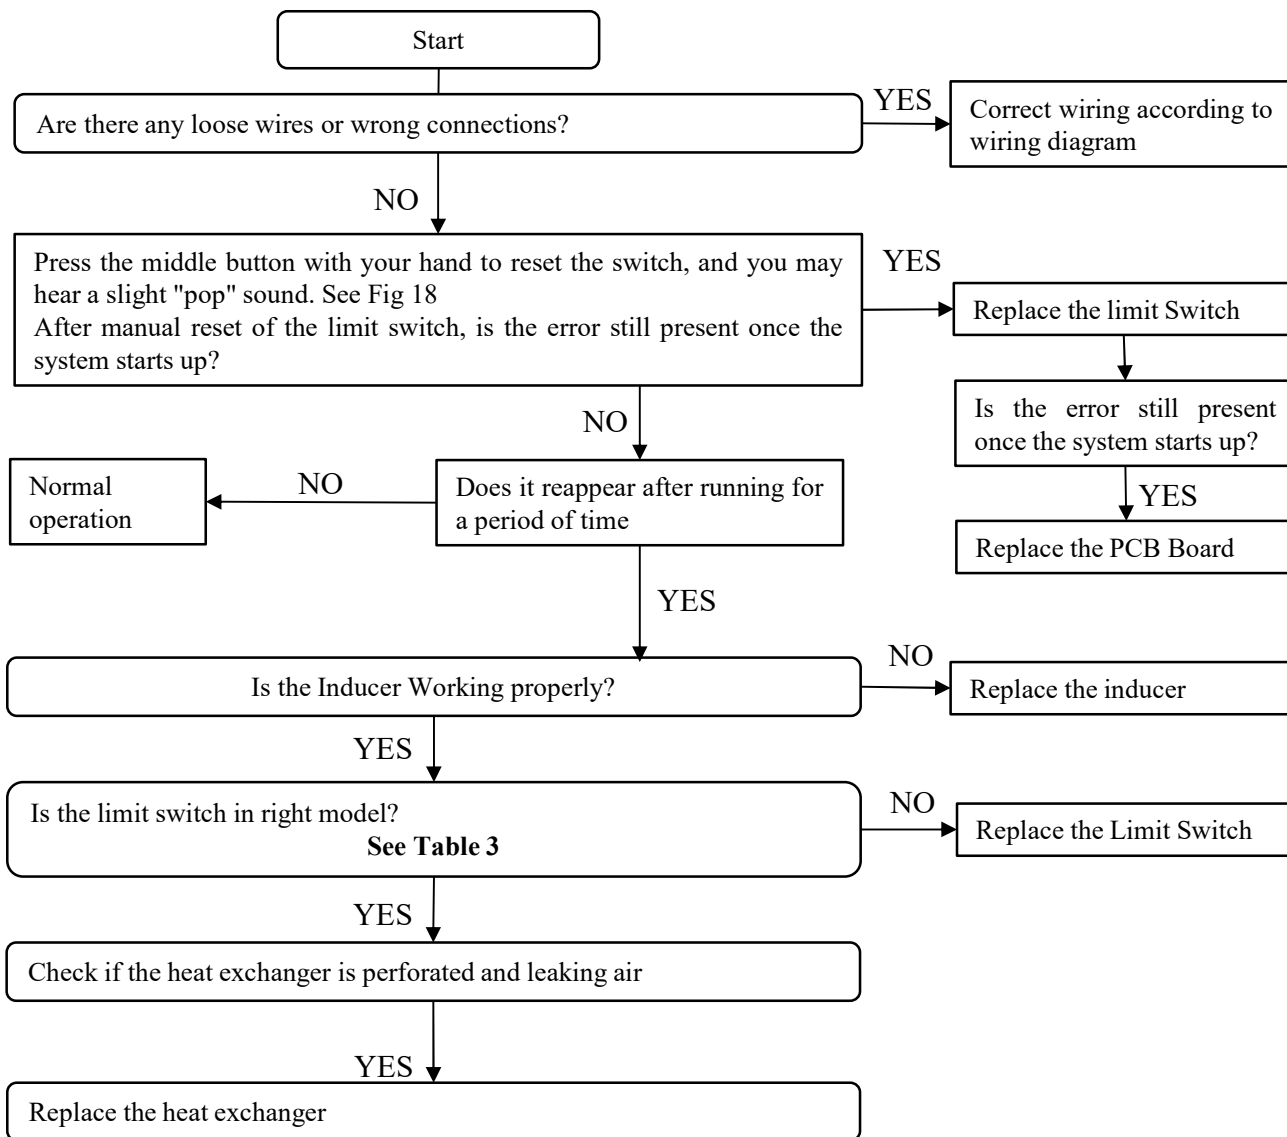 Start
Are there any loose wires or wrong connections?
YES
Correct wiring according to
wiring diagram
NO
Press the middle button with your hand to reset the switch, and you may
hear a slight "pop" sound. See Fig 18
After manual reset of the limit switch, is the error still present once the
system starts up?
YES
Replace the limit Switch
Is the error still present
once the system starts up?
YES
Replace the PCB Board
NO
Does it reappear after running for
a period of time
NO
Normal
operation
YES
Is the Inducer Working properly?
NO
Replace the inducer
YES
Is the limit switch in right model?
See Table 3
NO
Replace the Limit Switch
YES
Check if the heat exchanger is perforated and leaking air
YES
Replace the heat exchanger